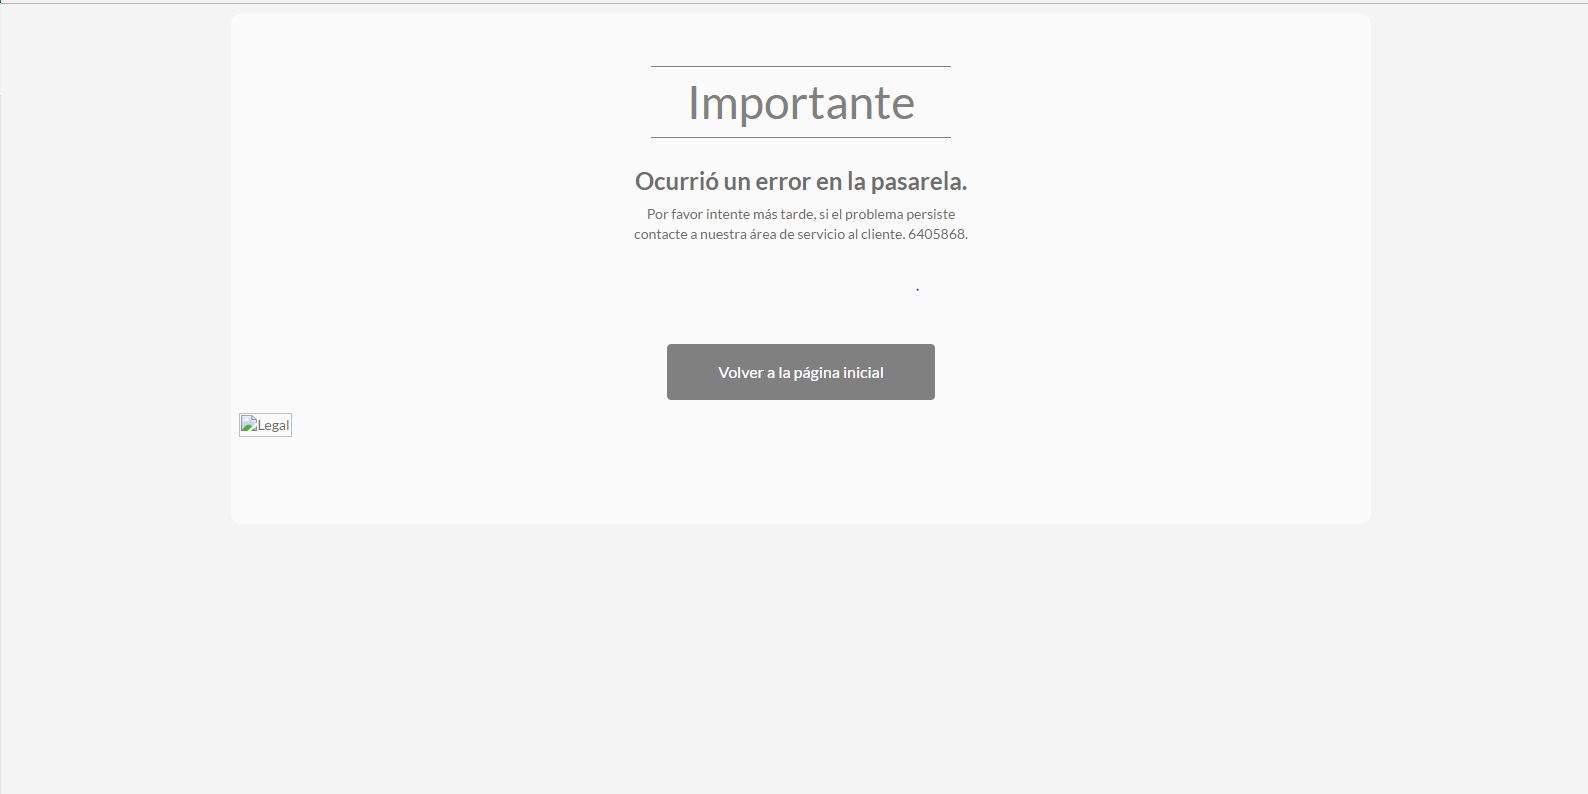 Importante
Ocurrió un error en la pasarela.
Por favor intente más tarde, si el problema persiste
contacte a nuestra área de servicio al cliente. 6405868.
.
Volver a la página inicial
Legal